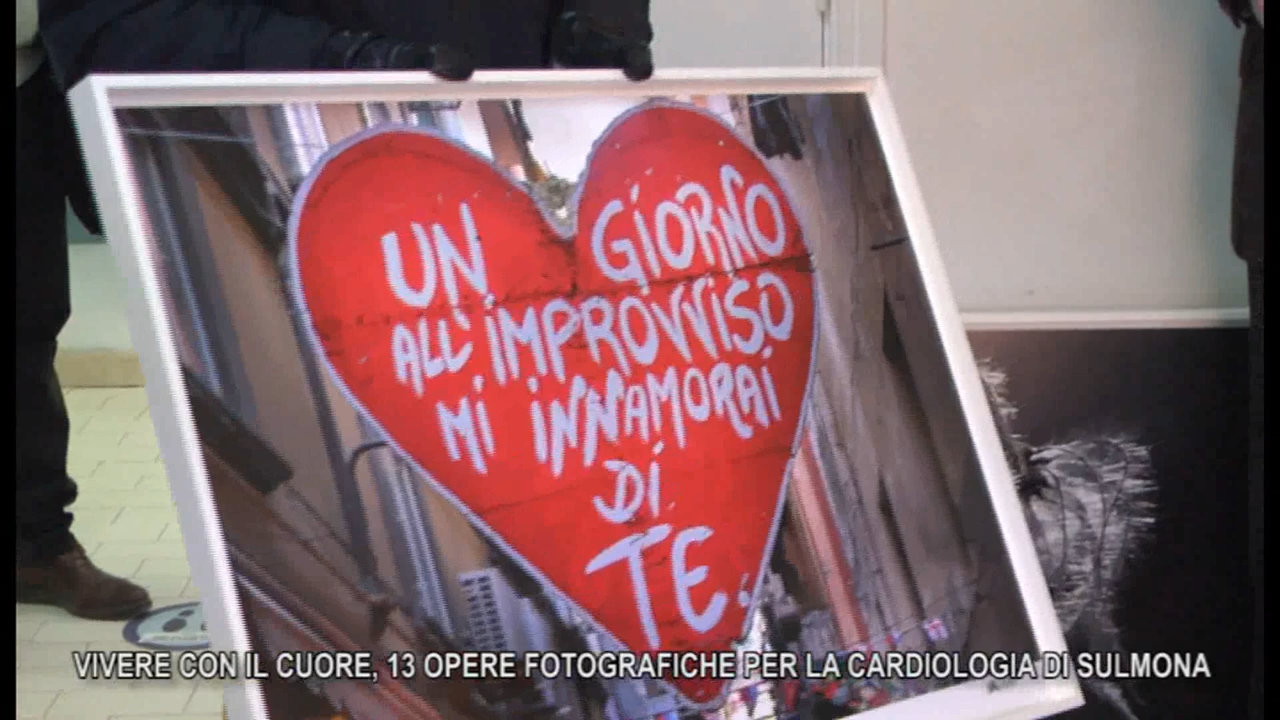 UN GiORNO
ALL'iMPROVViSO
Mi iNNAMORAi
Di
TE.
VIVERE CON IL CUORE, 13 OPERE FOTOGRAFICHE PER LA CARDIOLOGIA DI SULMONA